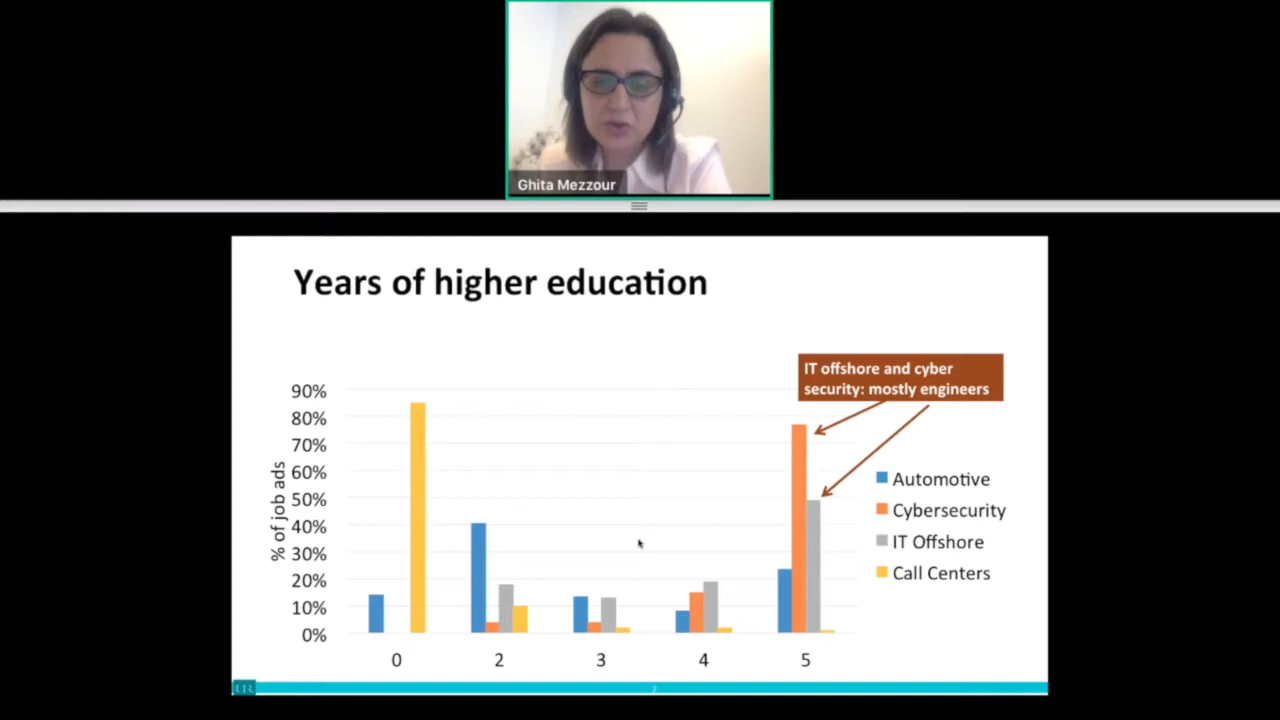 Ghita Mezzour
Years of higher education
IT offshore and cyber
security: mostly engineers
% of job ads
90%
80%
70%
60%
50%
40%
30%
20%
10%
0%
0 2 3 4 5
Automotive
Cybersecurity
IT Offshore
Call Centers